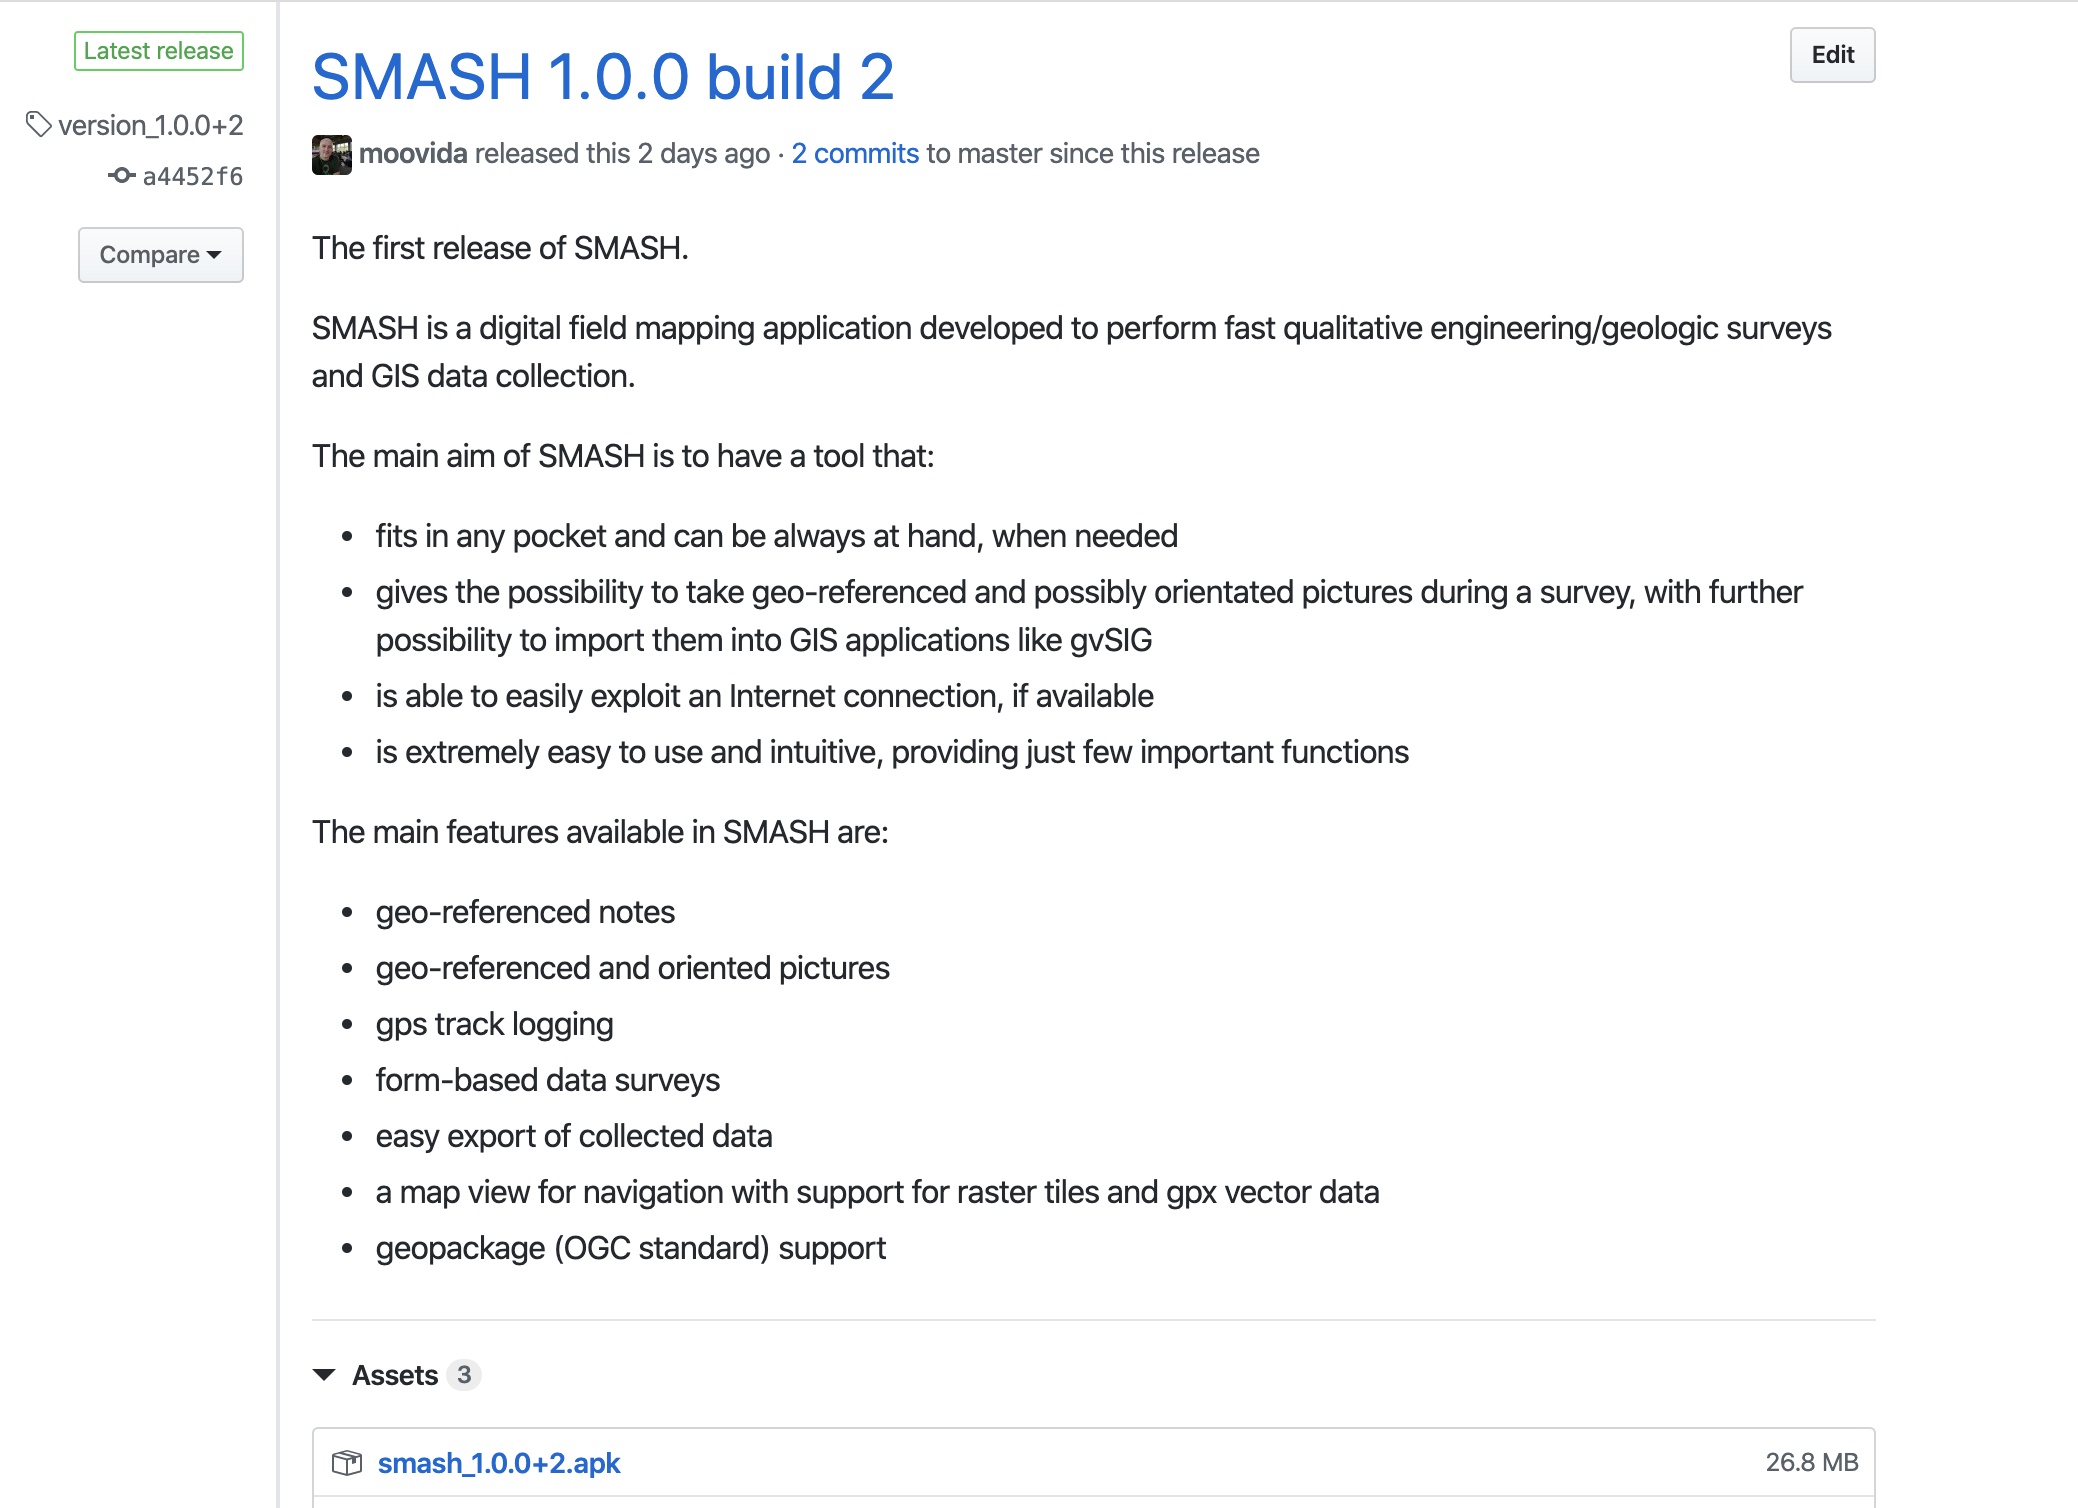 Latest release
version_1.0.0+2
a4452f6
Compare
SMASH 1.0.0 build 2
Edit
moovida released this 2 days ago · 2 commits to master since this release
The first release of SMASH.
SMASH is a digital field mapping application developed to perform fast qualitative engineering/geologic surveys
and GIS data collection.
The main aim of SMASH is to have a tool that:
• fits in any pocket and can be always at hand, when needed
• gives the possibility to take geo-referenced and possibly orientated pictures during a survey, with further
possibility to import them into GIS applications like gvSIG
• is able to easily exploit an Internet connection, if available
• is extremely easy to use and intuitive, providing just few important functions
The main features available in SMASH are:
• geo-referenced notes
• geo-referenced and oriented pictures
• gps track logging
• form-based data surveys
• easy export of collected data
• a map view for navigation with support for raster tiles and gpx vector data
• geopackage (OGC standard) support
Assets 3
smash_1.0.0+2.apk 26.8 MB